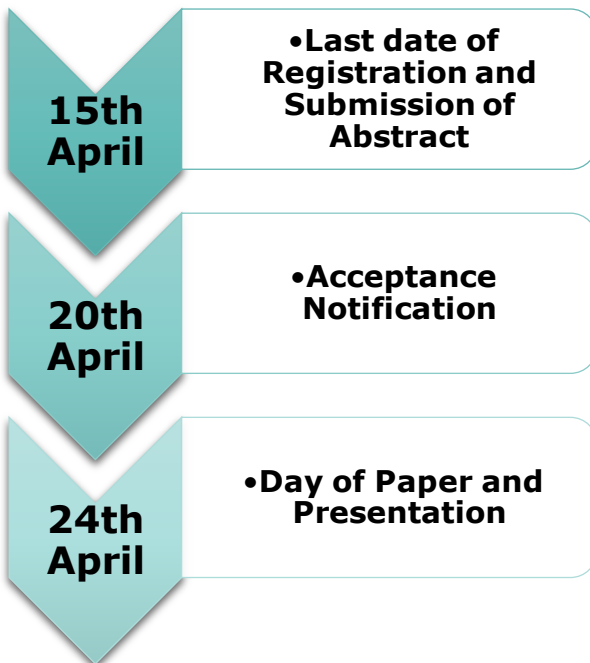 15th
April
•Last date of
Registration and
Submission of
Abstract
20th
April
•Acceptance
Notification
24th
April
•Day of Paper and
Presentation